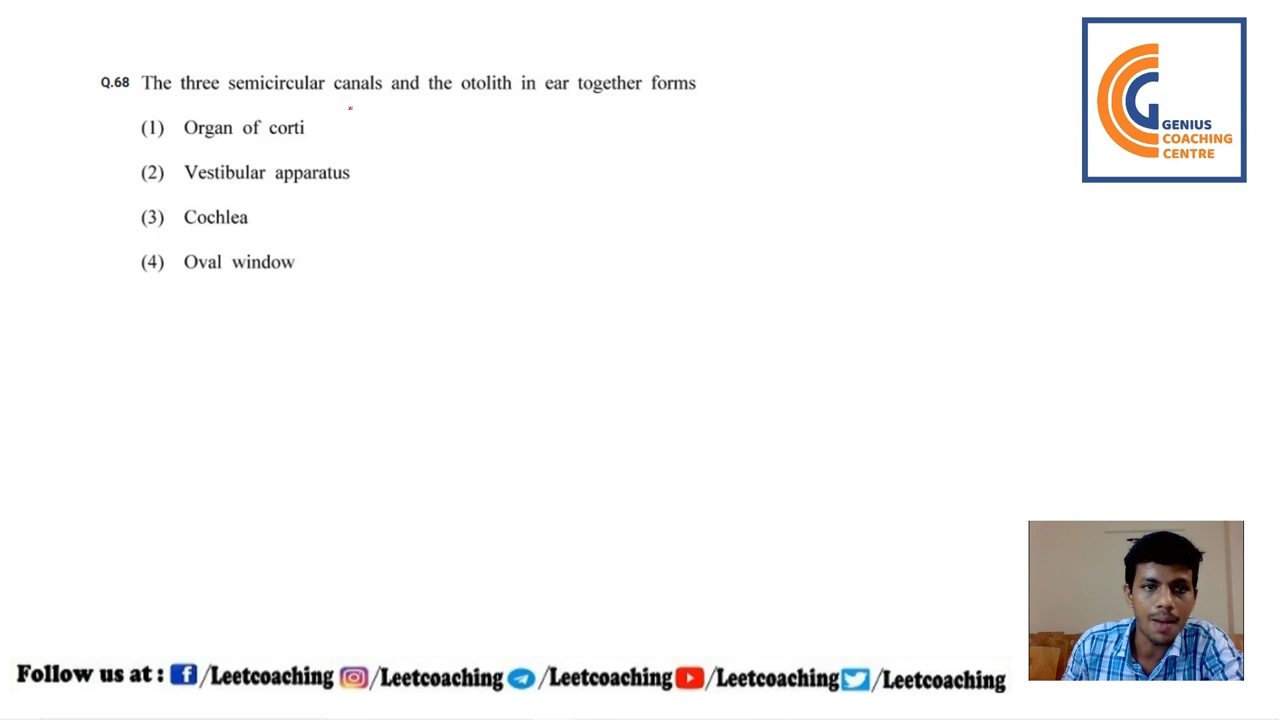 Q.68 The three semicircular canals and the otolith in ear together forms
(1) Organ of corti
(2) Vestibular apparatus
(3) Cochlea
(4) Oval window
G GENIUS
COACHING
CENTRE
Follow us at : f /Leetcoaching /Leetcoaching /Leetcoaching /Leetcoaching /Leetcoaching